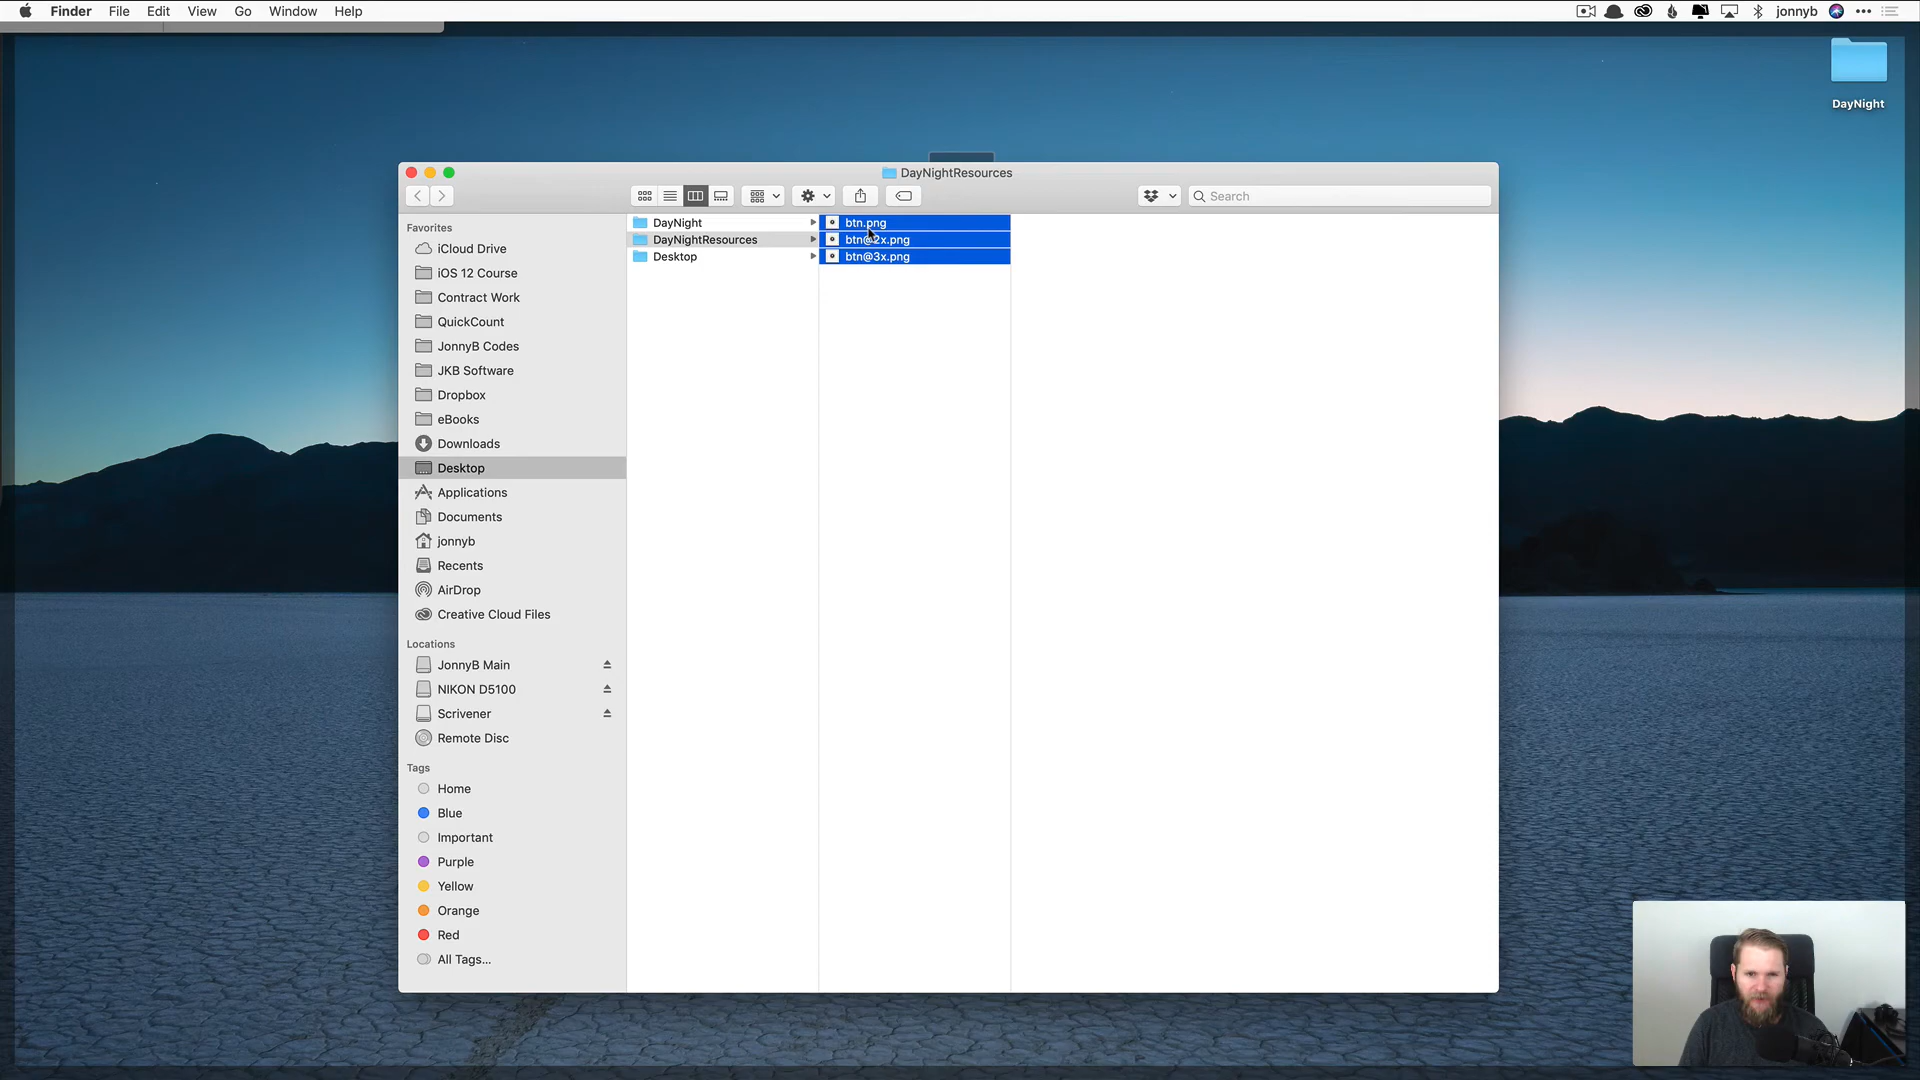 Finder File Edit View Go Window Help jonnyb
DayNight
DayNightResources
Search
Favorites
iCloud Drive
iOS 12 Course
Contract Work
QuickCount
JonnyB Codes
JKB Software
Dropbox
eBooks
Downloads
Desktop
Applications
Documents
jonnyb
Recents
AirDrop
Creative Cloud Files
Locations
JonnyB Main
NIKON D5100
Scrivener
Remote Disc
Tags
Home
Blue
Important
Purple
Yellow
Orange
Red
All Tags...
DayNight
DayNightResources
Desktop
btn.png
btn@2x.png
btn@3x.png